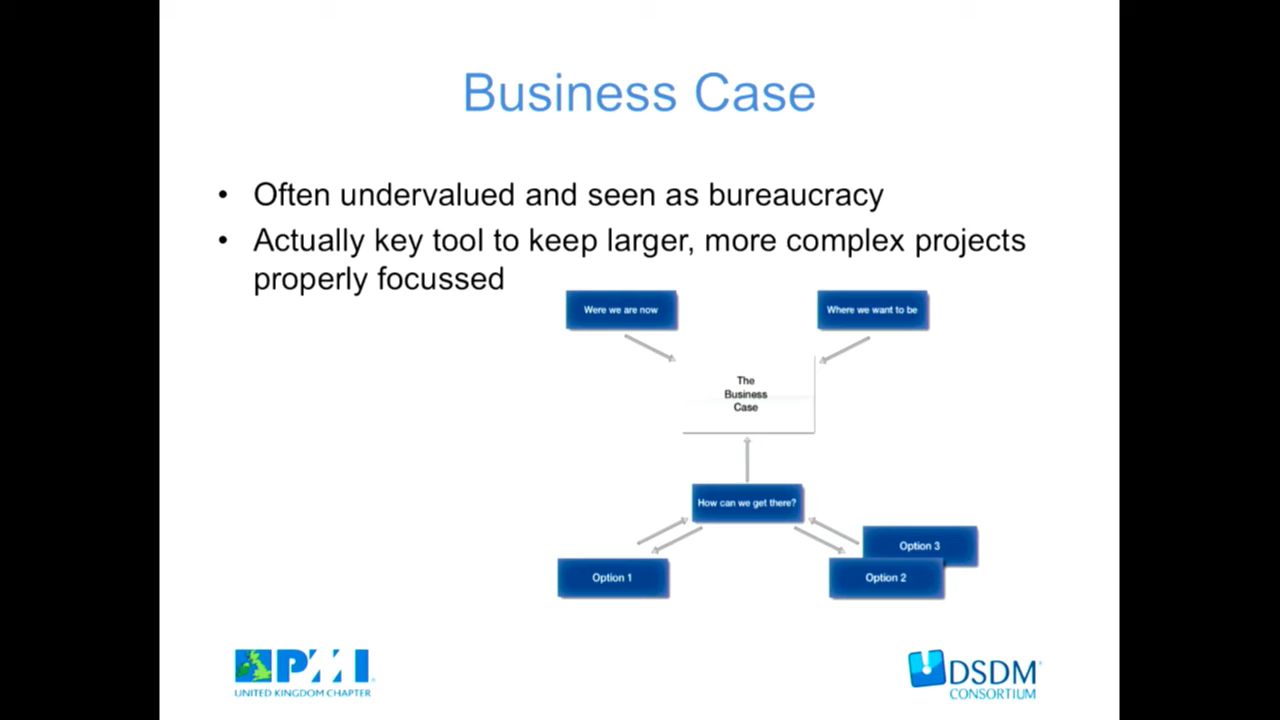 Business Case
• Often undervalued and seen as bureaucracy
• Actually key tool to keep larger, more complex projects
properly focussed
Were we are now
Where we want to be
The
Business
Case
How can we get there?
Option 3
Option 1
Option 2
PMI
UNITED KINGDOM CHAPTER
DSDM
CONSORTIUM